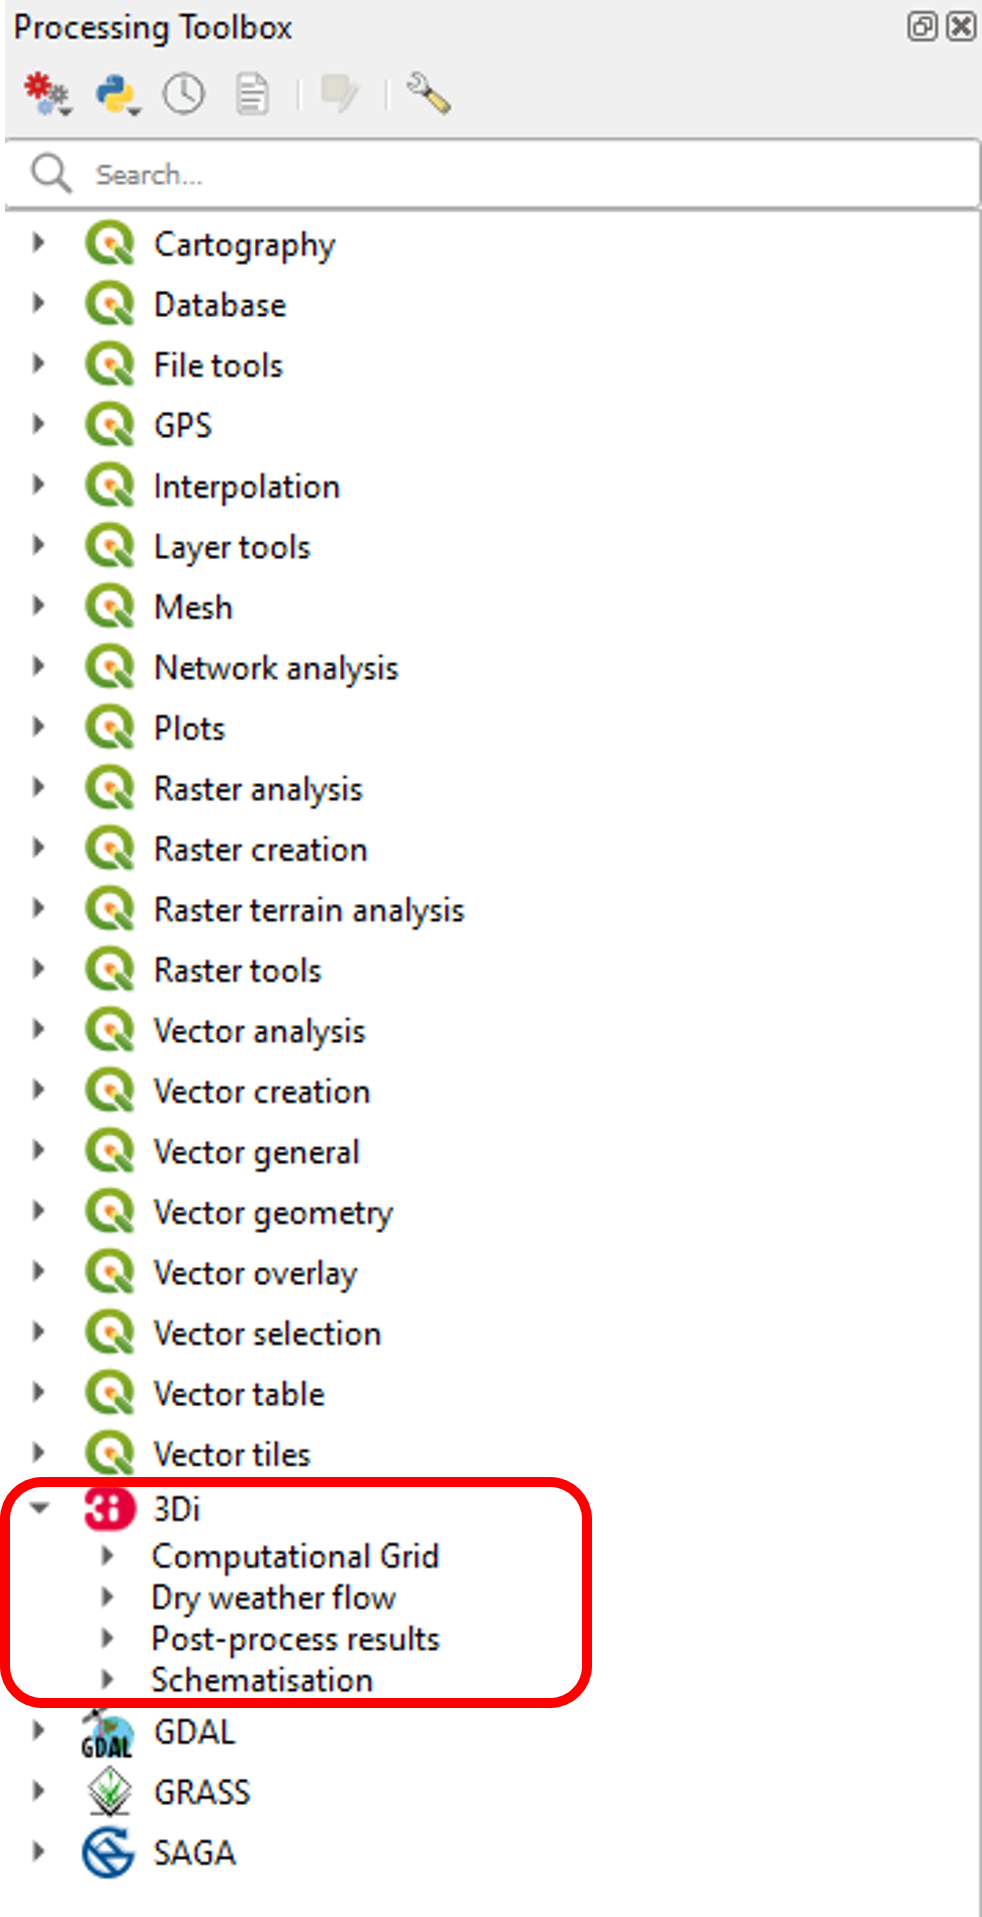 Processing Toolbox
Search...
Cartography
Database
File tools
GPS
Interpolation
Layer tools
Mesh
Network analysis
Plots
Raster analysis
Raster creation
Raster terrain analysis
Raster tools
Vector analysis
Vector creation
Vector general
Vector geometry
Vector overlay
Vector selection
Vector table
Vector tiles
3i 3Di
Computational Grid
Dry weather flow
Post-process results
Schematisation
GDAL GDAL
GRASS
SAGA